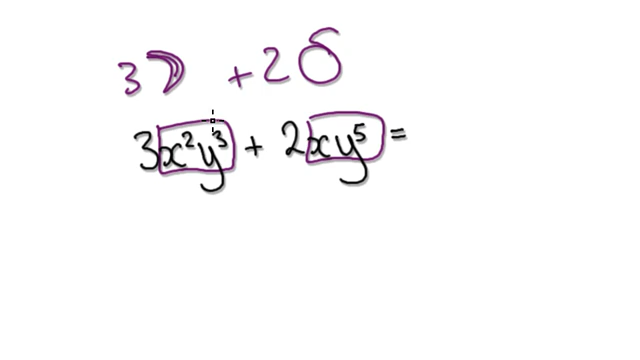 3 + 2
3x²y³ + 2xy⁵ =